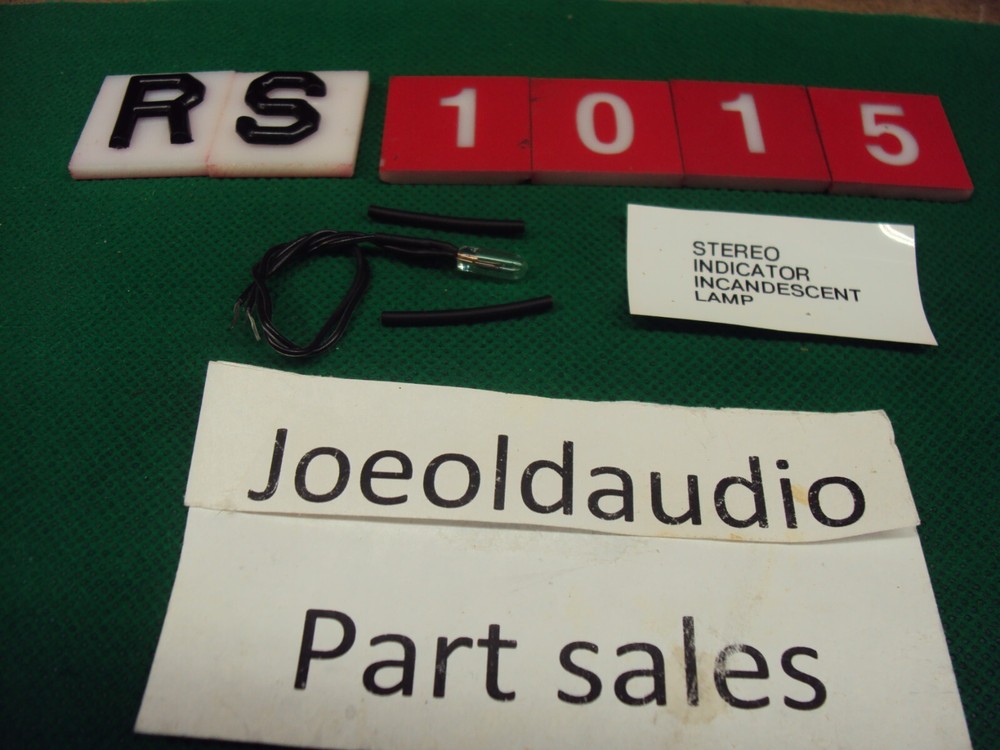 RS 1015
STEREO
INDICATOR
INCANDESCENT
LAMP
Joeoldaudio
Part sales